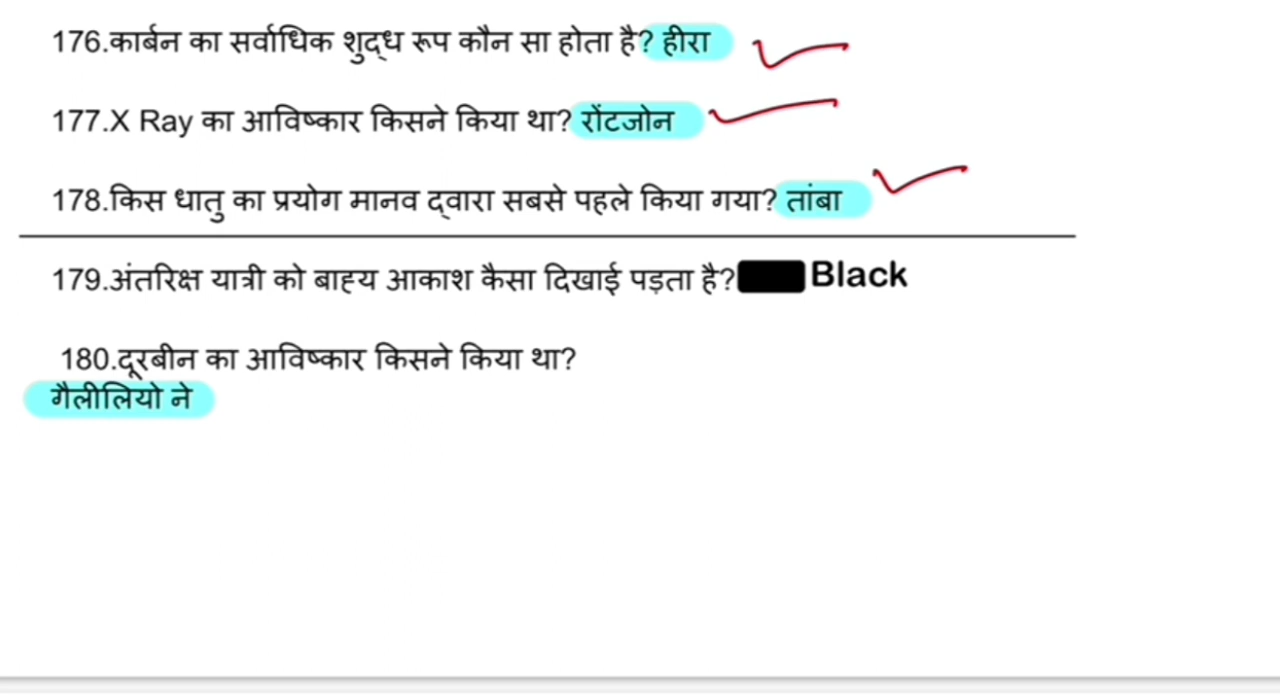 176.कार्बन का सर्वाधिक शुद्ध रूप कौन सा होता है? हीरा
177.X Ray का आविष्कार किसने किया था? रोंटजोन
178.किस धातु का प्रयोग मानव द्वारा सबसे पहले किया गया? तांबा
179.अंतरिक्ष यात्री को बाह्य आकाश कैसा दिखाई पड़ता है? Black
180.दूरबीन का आविष्कार किसने किया था?
गैलीलियो ने